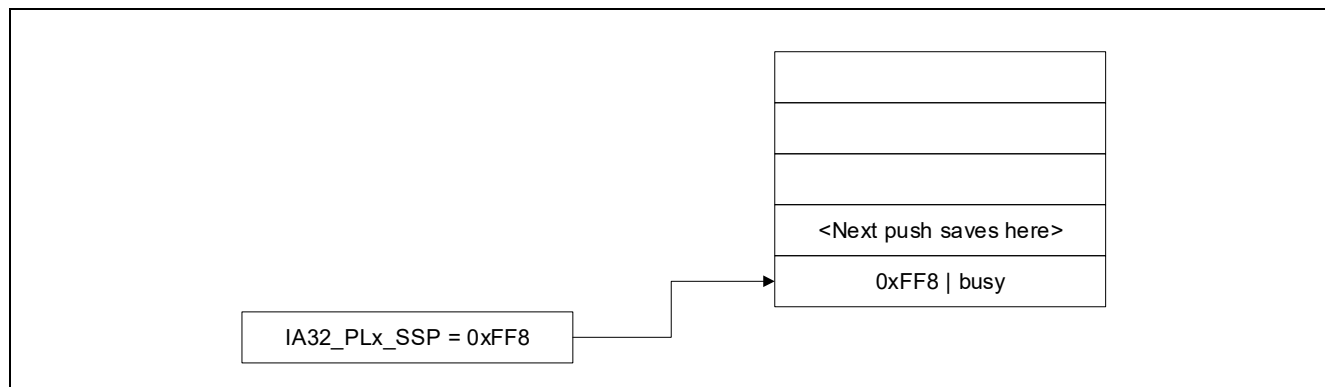 <Next push saves here>
0xFF8 | busy
IA32_PLx_SSP = 0xFF8